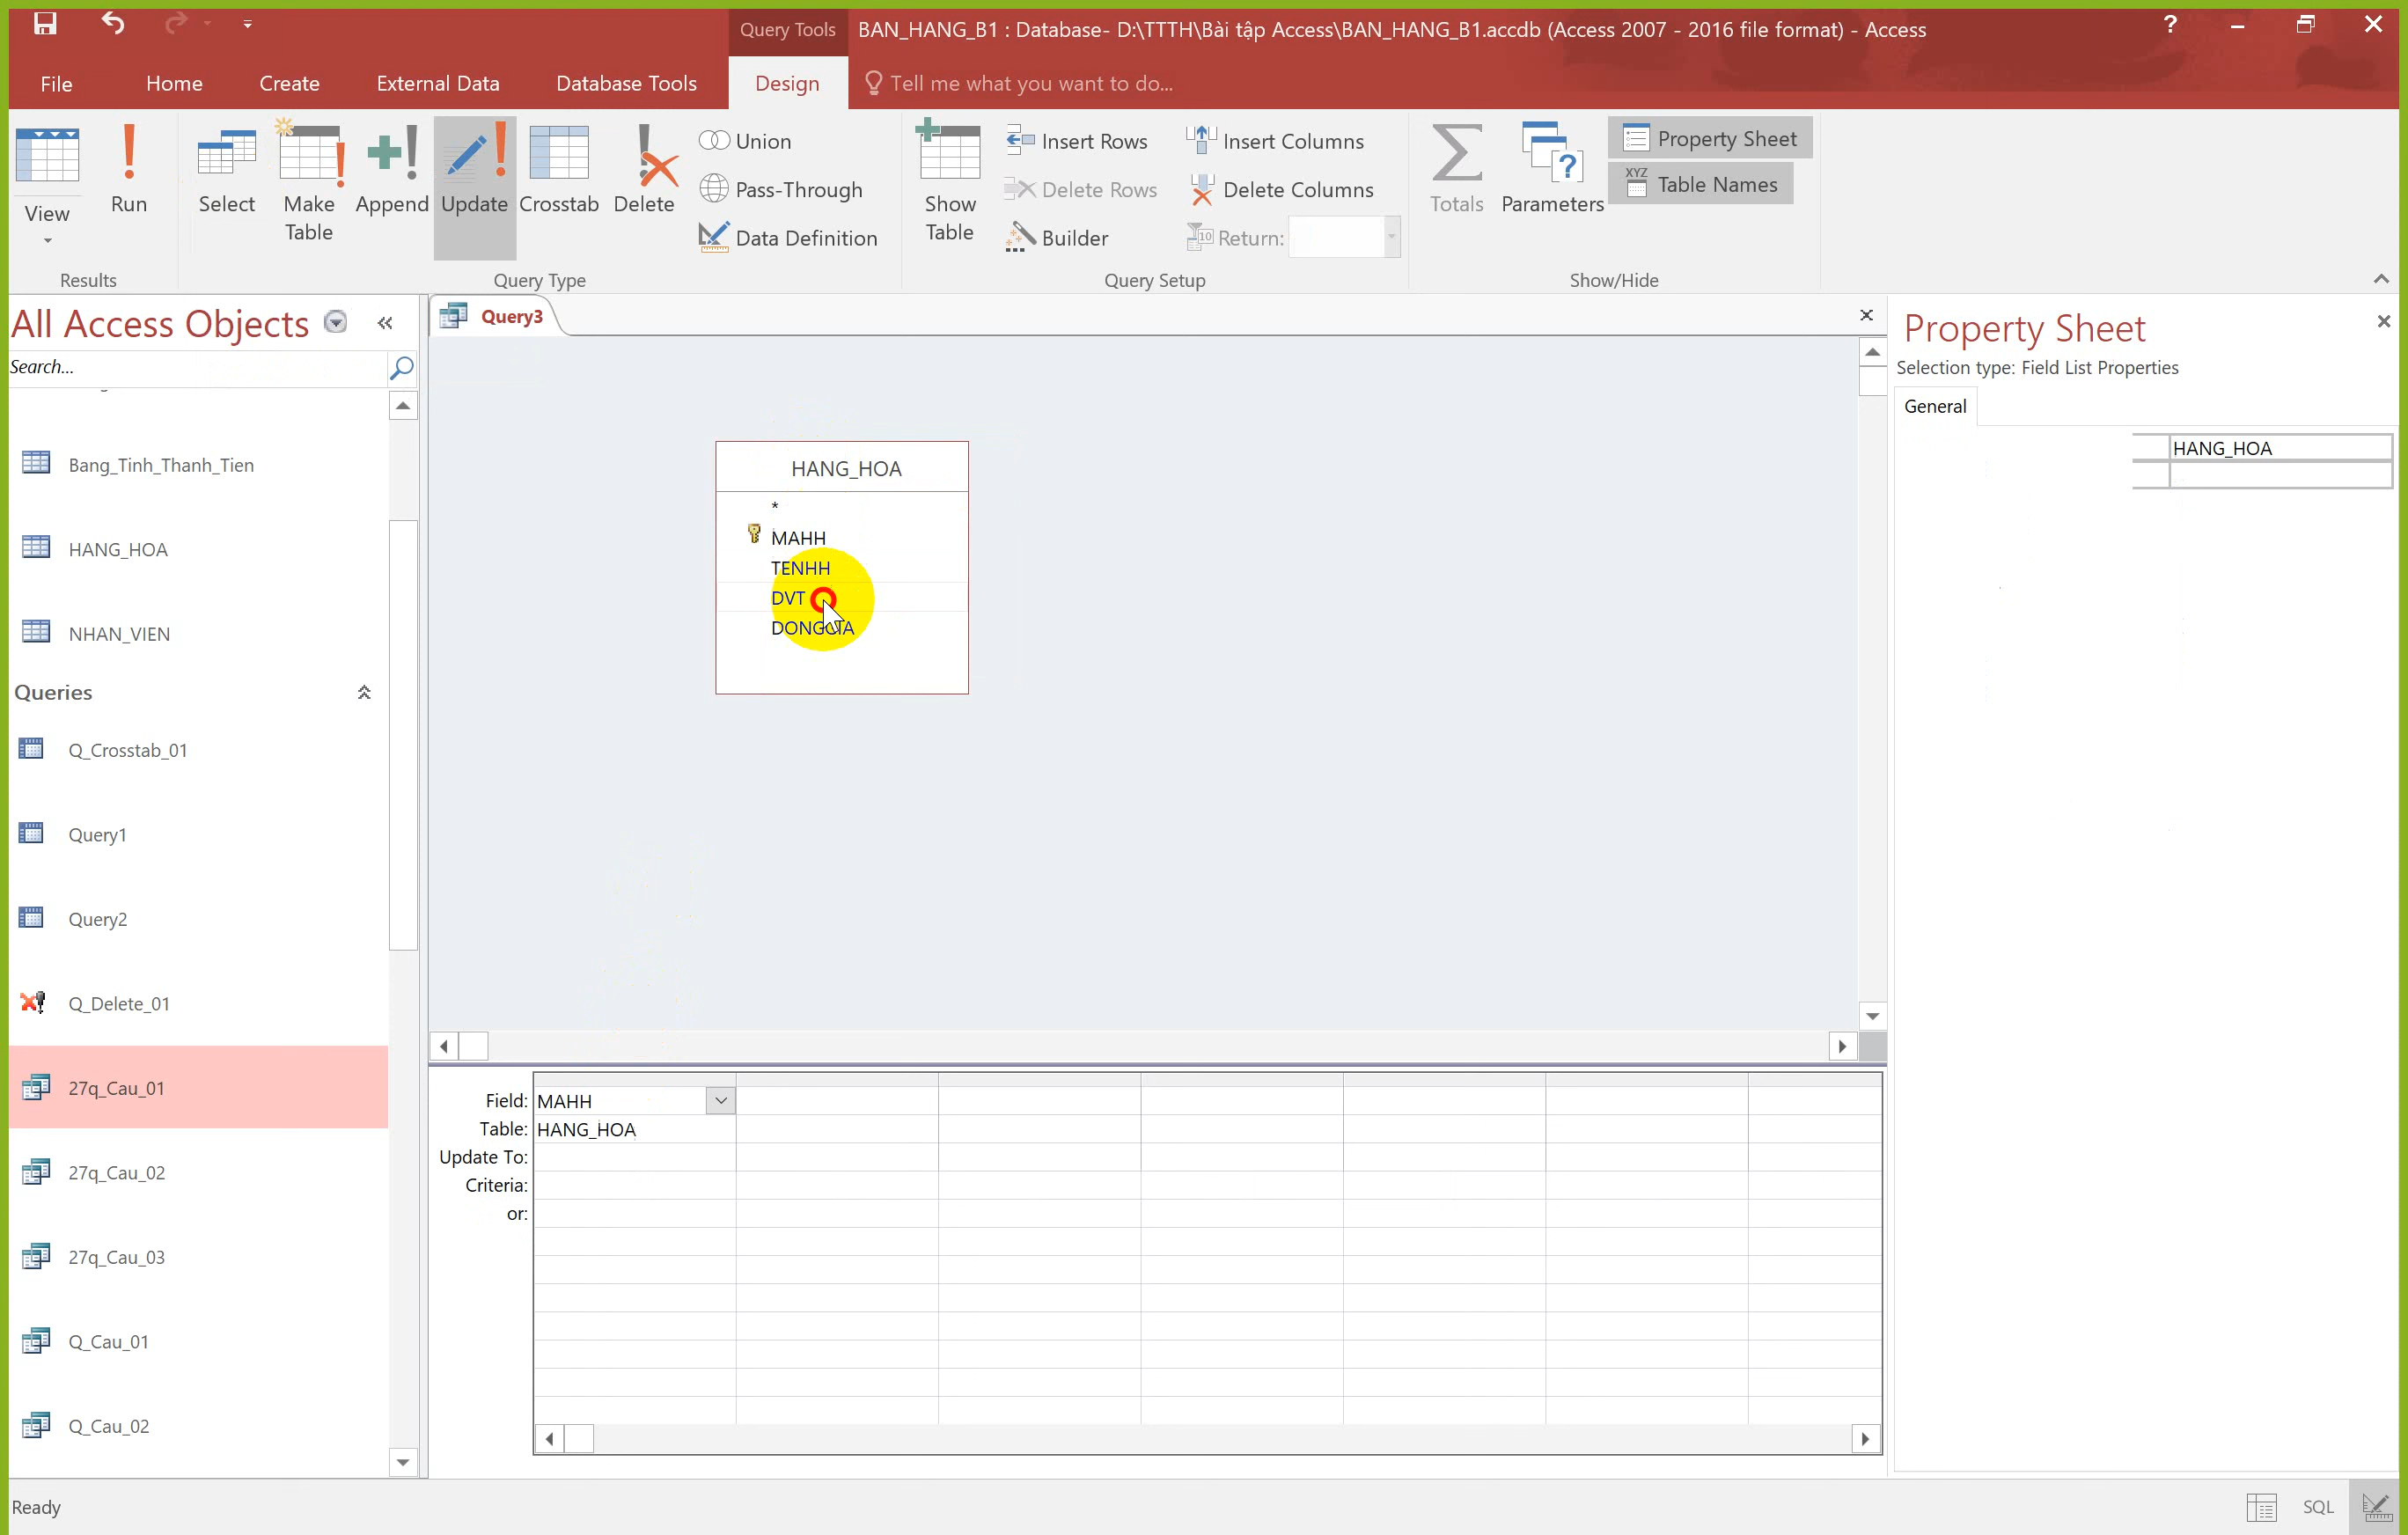 Query Tools
BAN_HANG_B1 : Database- D:\TTTH\Bài tập Access\BAN_HANG_B1.accdb (Access 2007 - 2016 file format) - Access
?
File
Home
Create
External Data
Database Tools
Design
Tell me what you want to do...
View
Run
Select
Make Table
Append
Update
Crosstab
Delete
Union
Pass-Through
Data Definition
Show Table
Insert Rows
Delete Rows
Builder
Insert Columns
Delete Columns
Return:
Totals
Parameters
Property Sheet
XYZ
Table Names
Results
Query Type
Query Setup
Show/Hide
All Access Objects
Search...
Bang_Tinh_Thanh_Tien
HANG_HOA
NHAN_VIEN
Queries
Q_Crosstab_01
Query1
Query2
Q_Delete_01
27q_Cau_01
27q_Cau_02
27q_Cau_03
Q_Cau_01
Q_Cau_02
Query3
HANG_HOA
*
MAHH
TENHH
DVT
DONGGIA
Field: MAHH
Table: HANG_HOA
Update To:
Criteria:
or:
Property Sheet
Selection type: Field List Properties
General
HANG_HOA
Ready
SQL